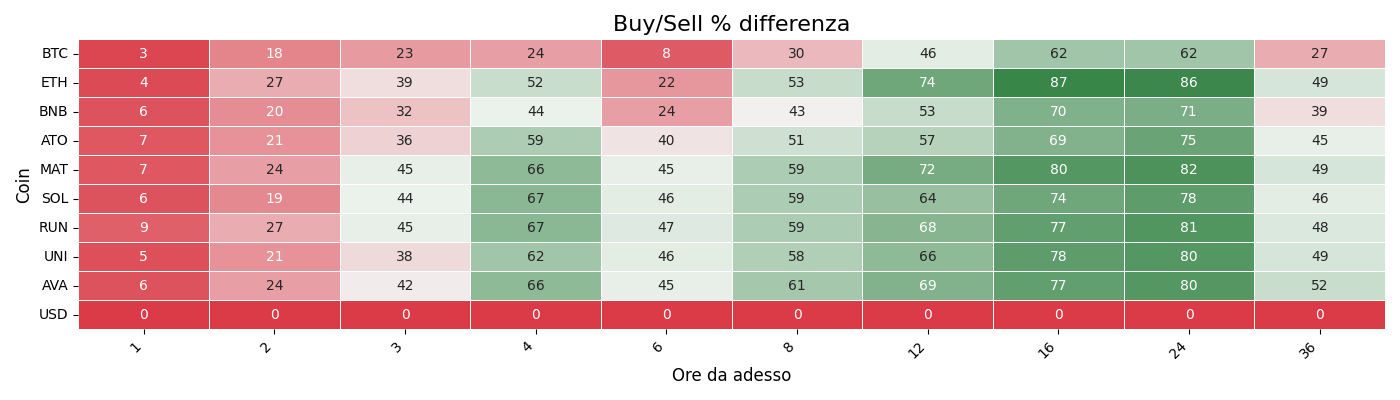 Buy/Sell % differenza
Coin
BTC 3 18 23 24 8 30 46 62 62 27
ETH 4 27 39 52 22 53 74 87 86 49
BNB 6 20 32 44 24 43 53 70 71 39
ATO 7 21 36 59 40 51 57 69 75 45
MAT 7 24 45 66 45 59 72 80 82 49
SOL 6 19 44 67 46 59 64 74 78 46
RUN 9 27 45 67 47 59 68 77 81 48
UNI 5 21 38 62 46 58 66 78 80 49
AVA 6 24 42 66 45 61 69 77 80 52
USD 0 0 0 0 0 0 0 0 0 0
1 2 3 4 6 8 12 16 24 36
Ore da adesso